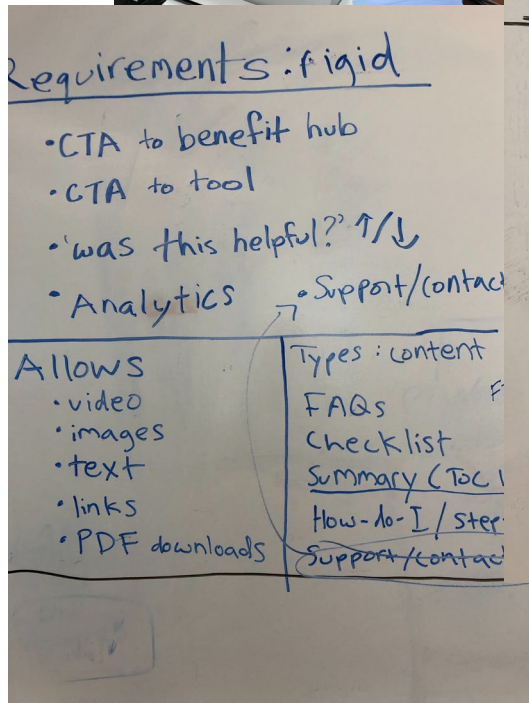 Requirements: rigid
• CTA to benefit hub
• CTA to tool
• "was this helpful?" ↑/↓
• Analytics
• Support/contac
Allows
• video
• images
• text
• links
• PDF downloads
Types: content
FAQs
Checklist
Summary (TOC
How-do-I / step
Support/contac